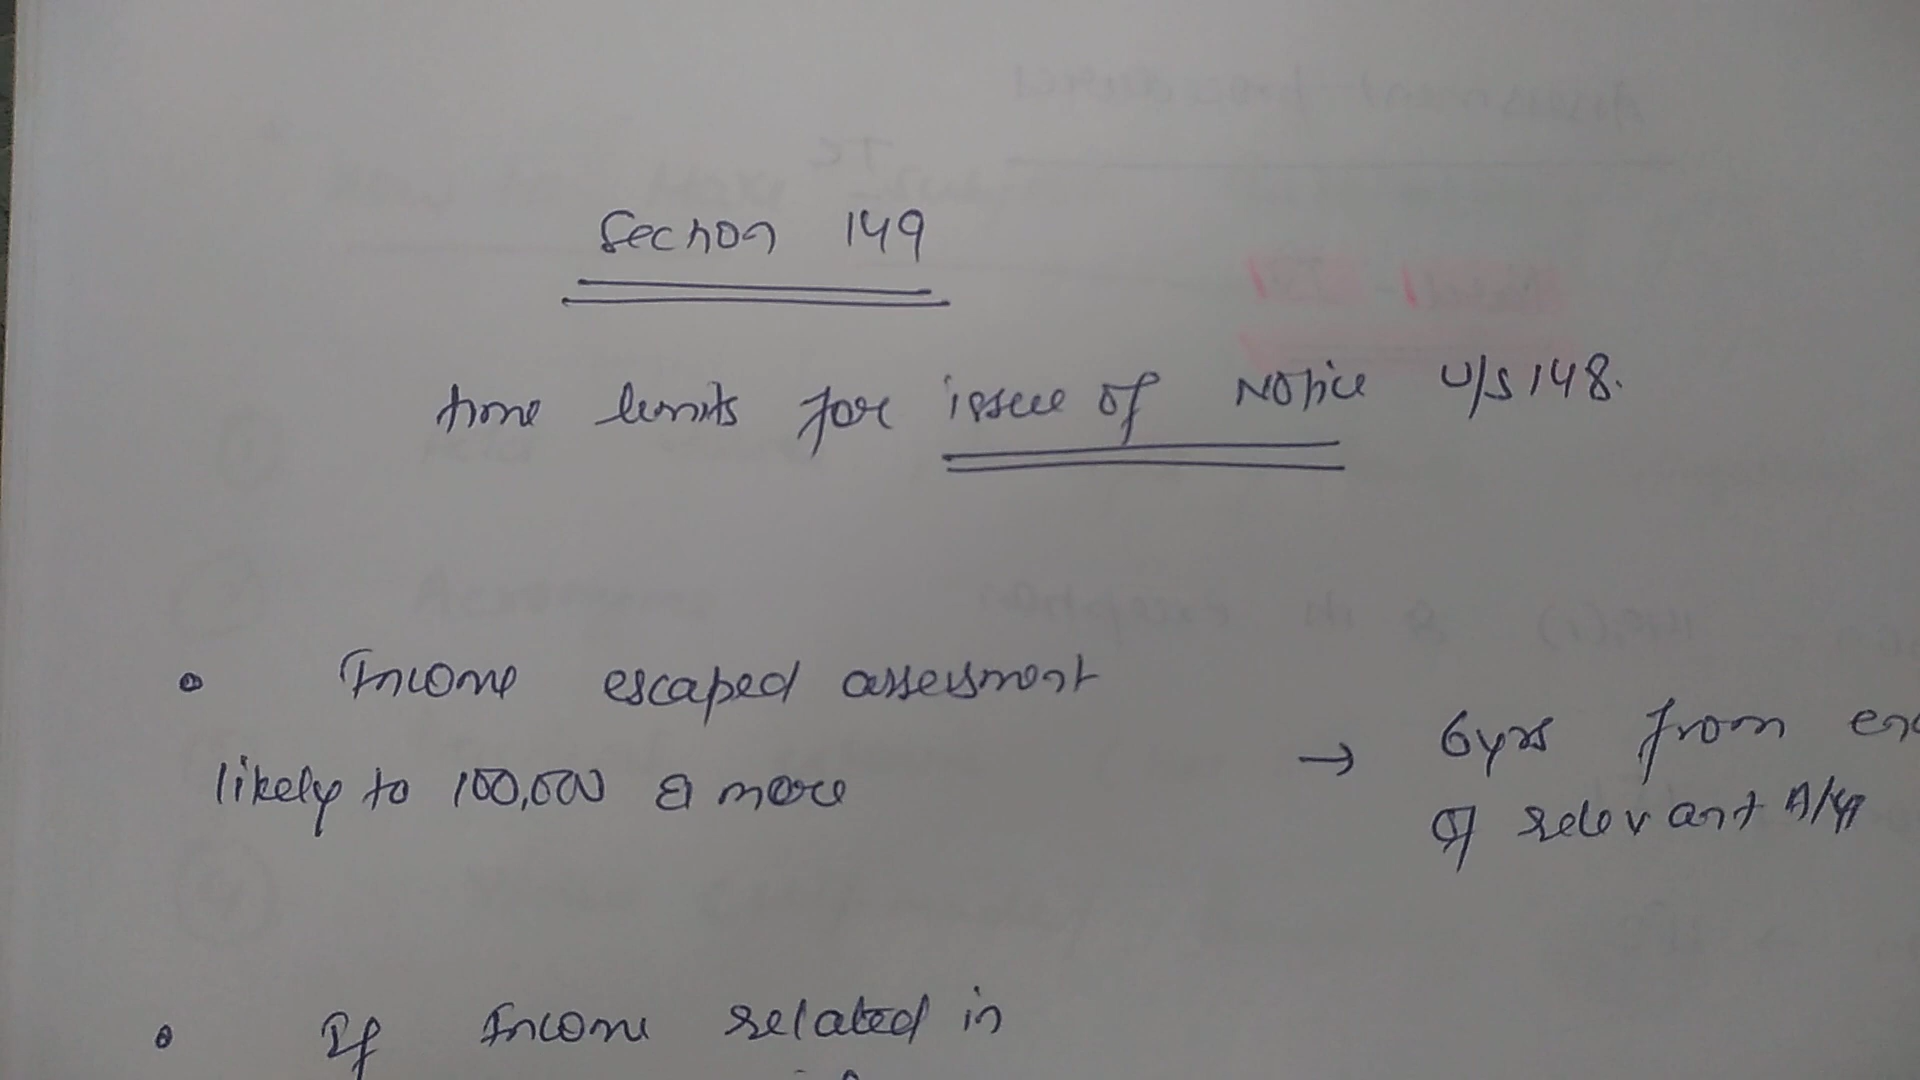 Section 149
time limits for issue of Notice U/S 148.
Income escaped assessment
likely to 100,000 & more
→ 6yrs from en
of relevant A/Y
If Income related in